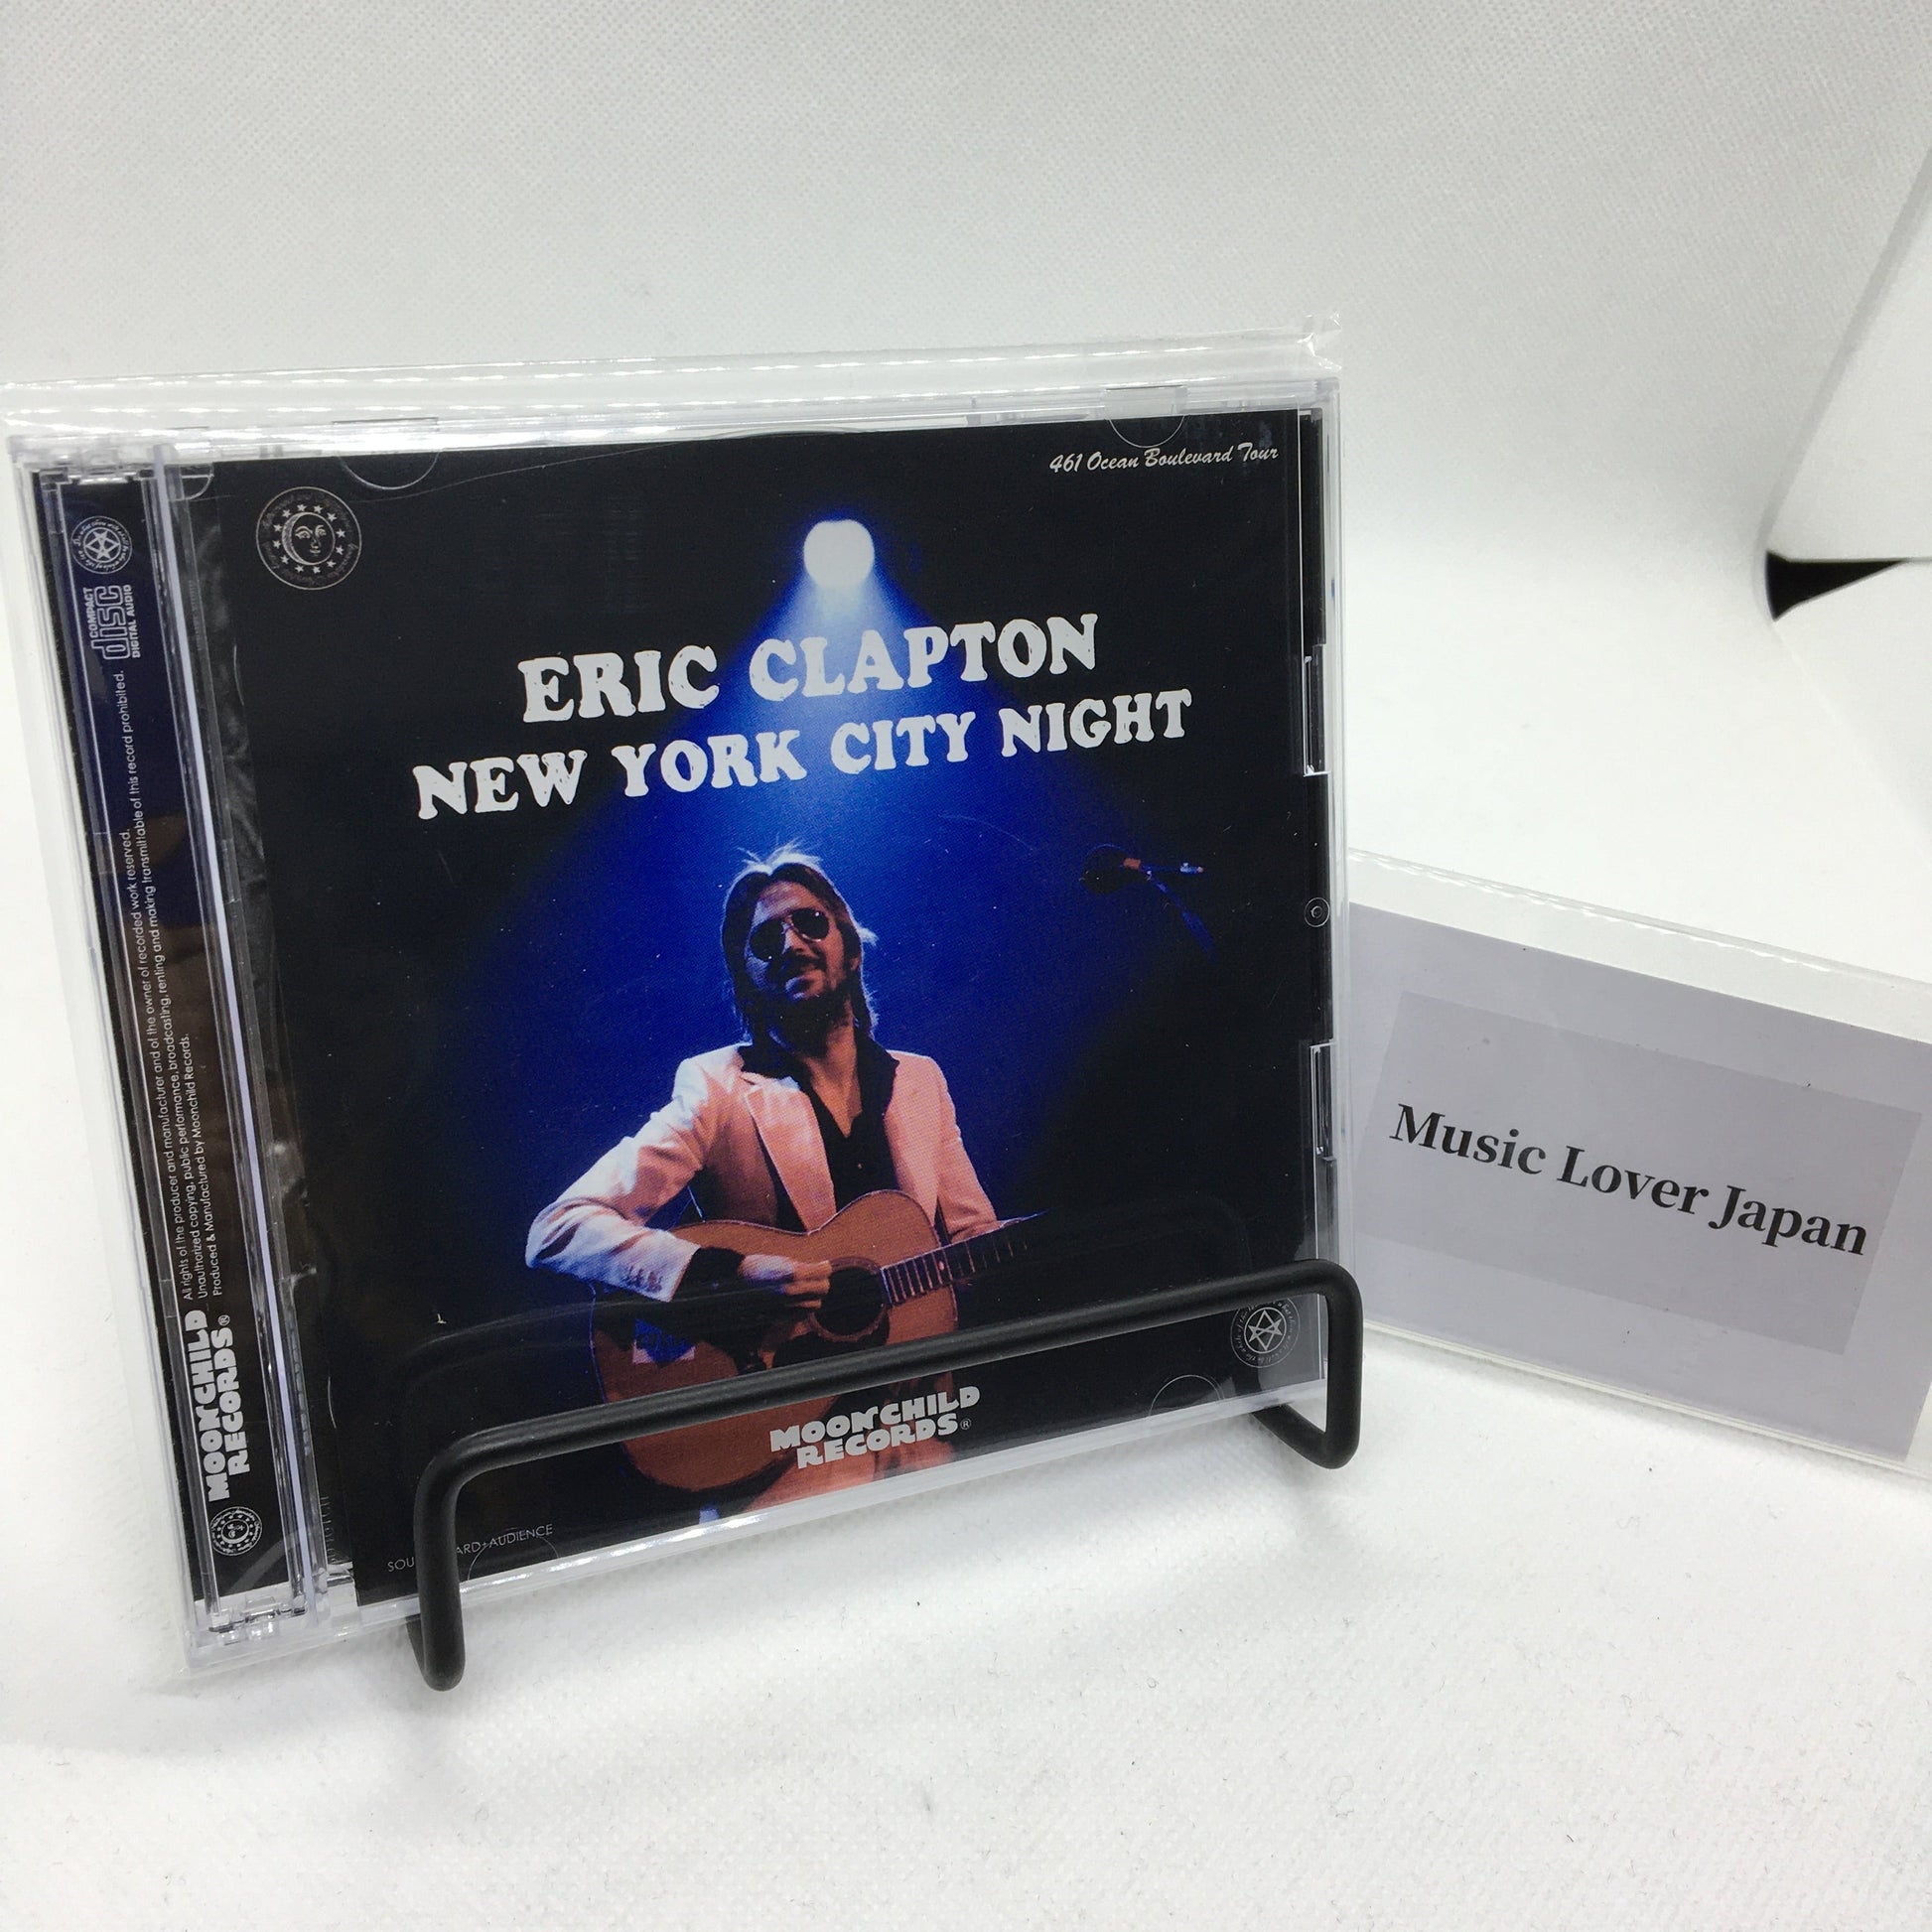 461 Ocean Boulevard Tour
ERIC CLAPTON
NEW YORK CITY NIGHT
MOONCHILD
RECORDS®
AUDIENCE
COMPACT
disc
DIGITAL AUDIO
All rights of the producer and manufacturer and of the owner of recorded work reserved.
Unauthorized copying, public performance, broadcasting, renting and making transmittable of this record prohibited.
Produced & Manufactured by Moonchild Records.
MOONCHILD
RECORDS®
Music Lover Japan